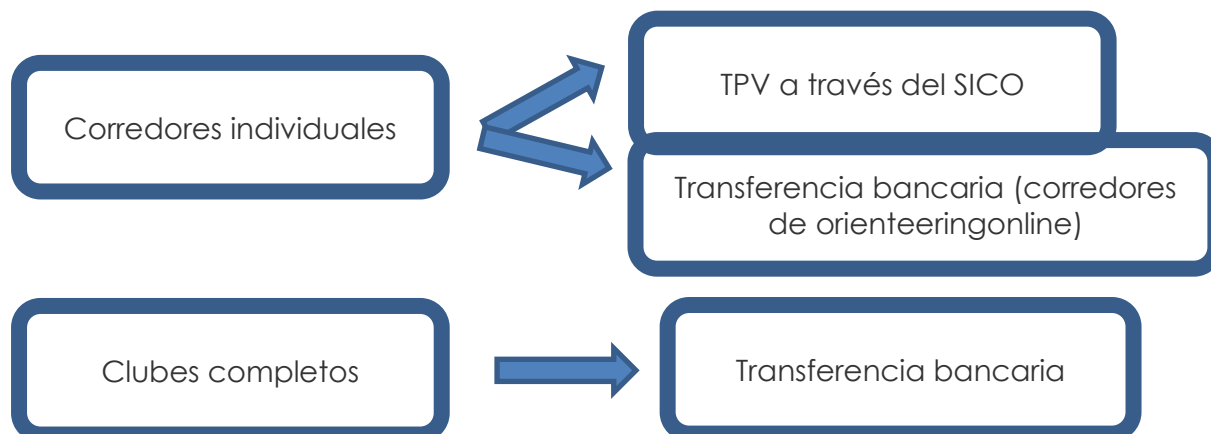 Corredores individuales
TPV a través del SICO
Transferencia bancaria (corredores
de orienteeringonline)
Clubes completos
Transferencia bancaria